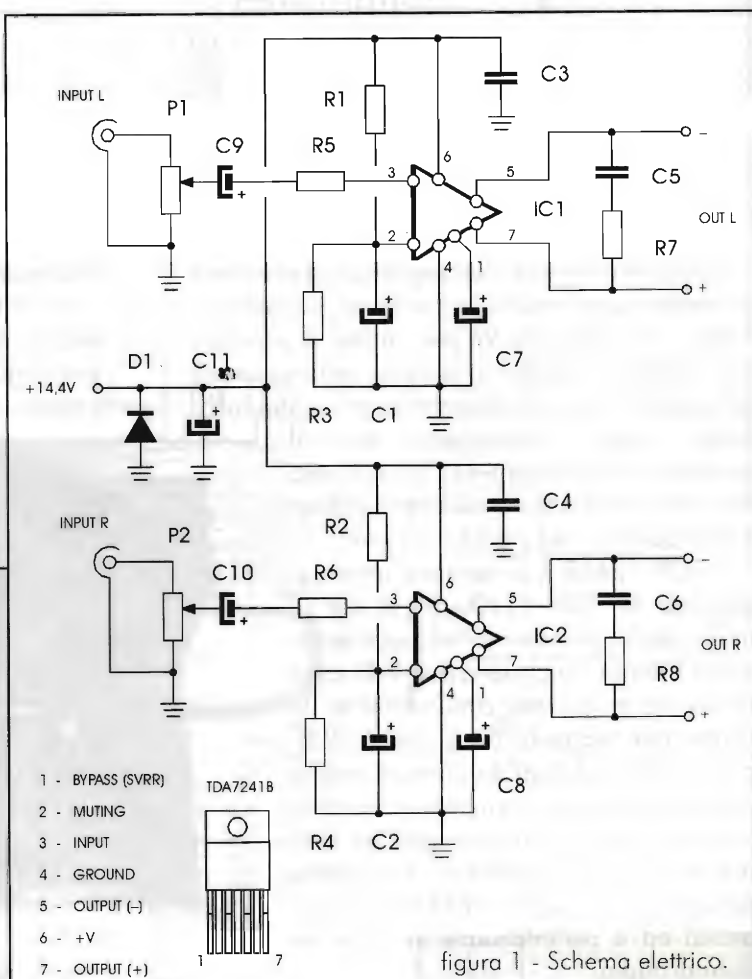 C3
INPUT L
P1
R1
C9
R5
6
3
5
IC1
C5
OUT L
R7
2
7
4
1
–
+
+
+
+
D1
C11
C7
+14,4V
+
R3
C1
INPUT R
P2
R2
C4
C10
R6
6
3
5
IC2
C6
OUT R
R8
2
7
4
1
–
+
+
+
+
C8
R4
C2
1 - BYPASS (SVRR)
2 - MUTING
3 - INPUT
4 - GROUND
5 - OUTPUT (–)
6 - +V
7 - OUTPUT (+)
TDA7241B
1
7
figura 1 - Schema elettrico.